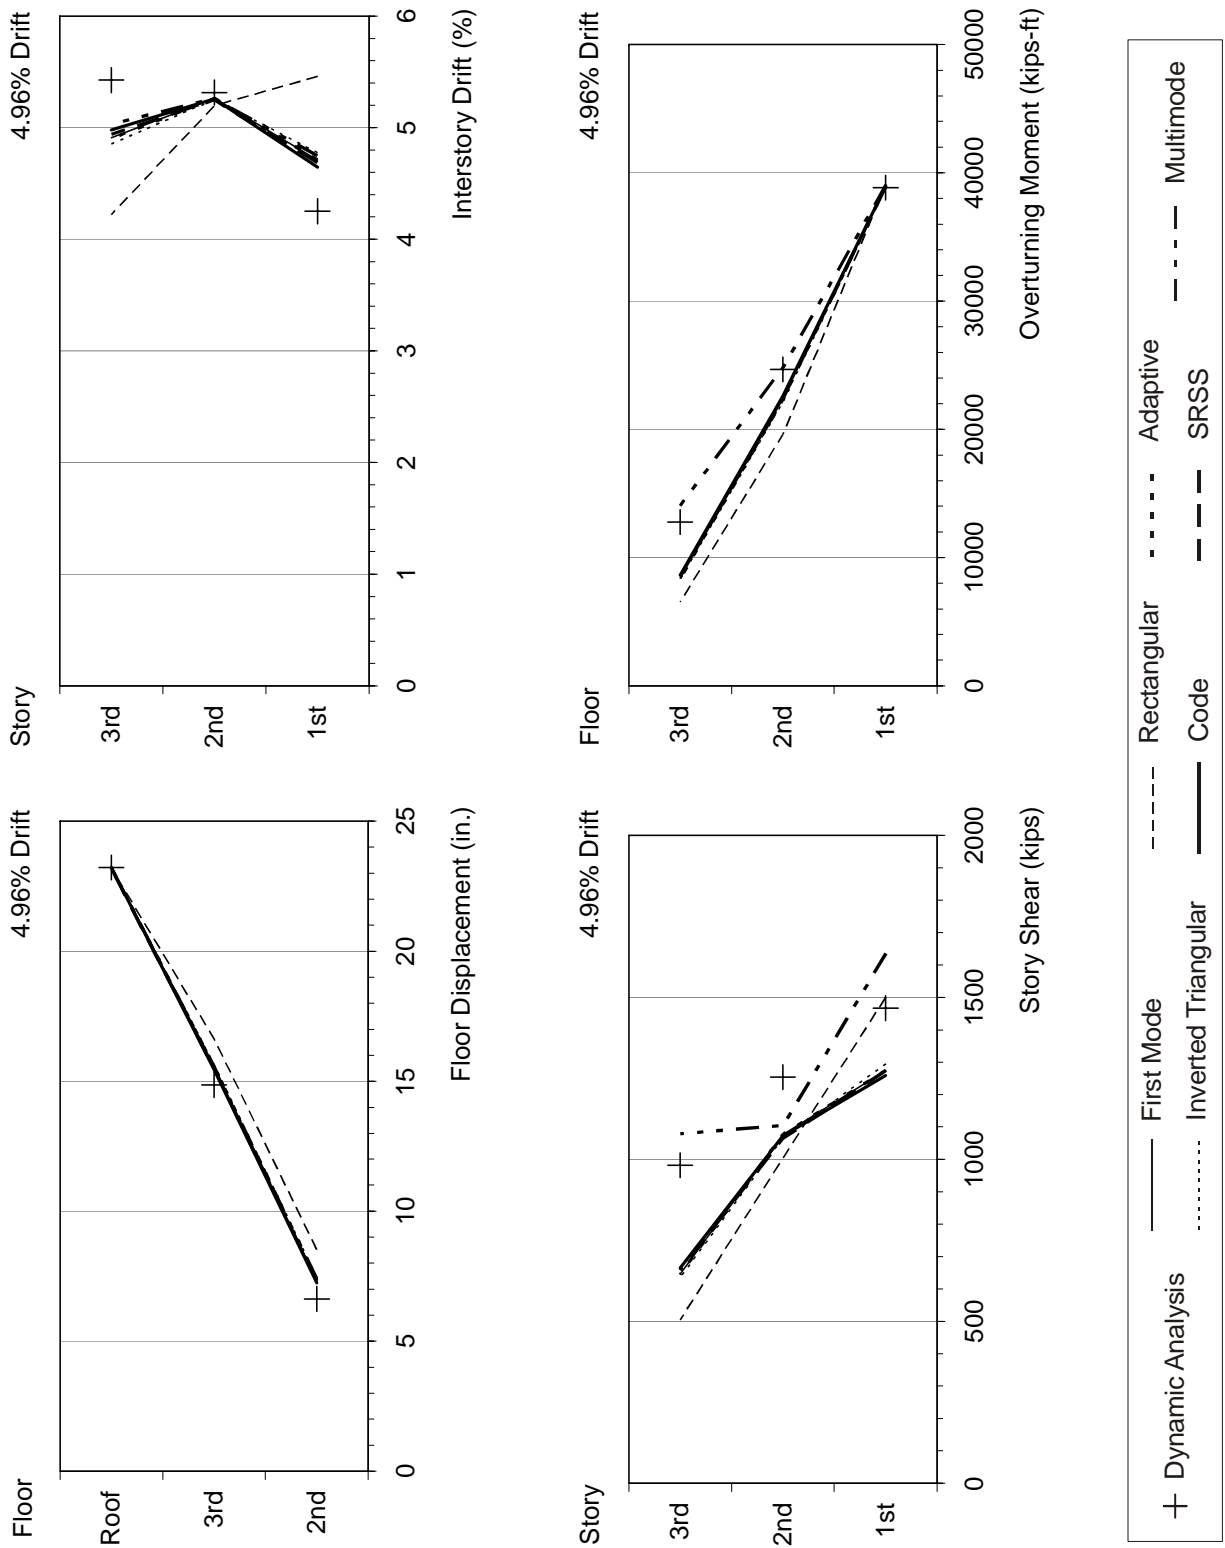 Floor
4.96% Drift
Roof
3rd
2nd
0 5 10 15 20 25
Floor Displacement (in.)
Story
4.96% Drift
3rd
2nd
1st
0 1 2 3 4 5 6
Interstory Drift (%)
Story
4.96% Drift
3rd
2nd
1st
0 500 1000 1500 2000
Story Shear (kips)
Floor
4.96% Drift
3rd
2nd
1st
0 10000 200000 30000 40000 50000
Overturning Moment (kips-ft)
Dynamic Analysis
First Mode
Inverted Triangular
Rectangular
Code
Adaptive
SRSS
Multimode